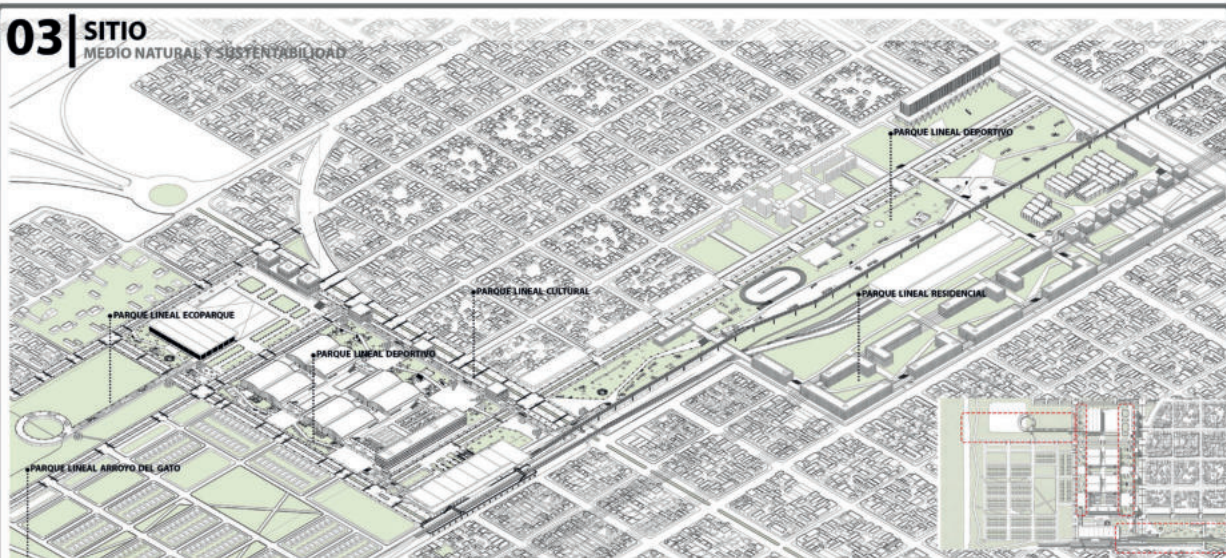 03 SITIO
MEDIO NATURAL Y SUSTENTABILIDAD
PARQUE LINEAL DEPORTIVO
PARQUE LINEAL CULTURAL
PARQUE LINEAL RESIDENCIAL
PARQUE LINEAL ECOPARQUE
PARQUE LINEAL DEPORTIVO
PARQUE LINEAL ARROYO DEL GATO